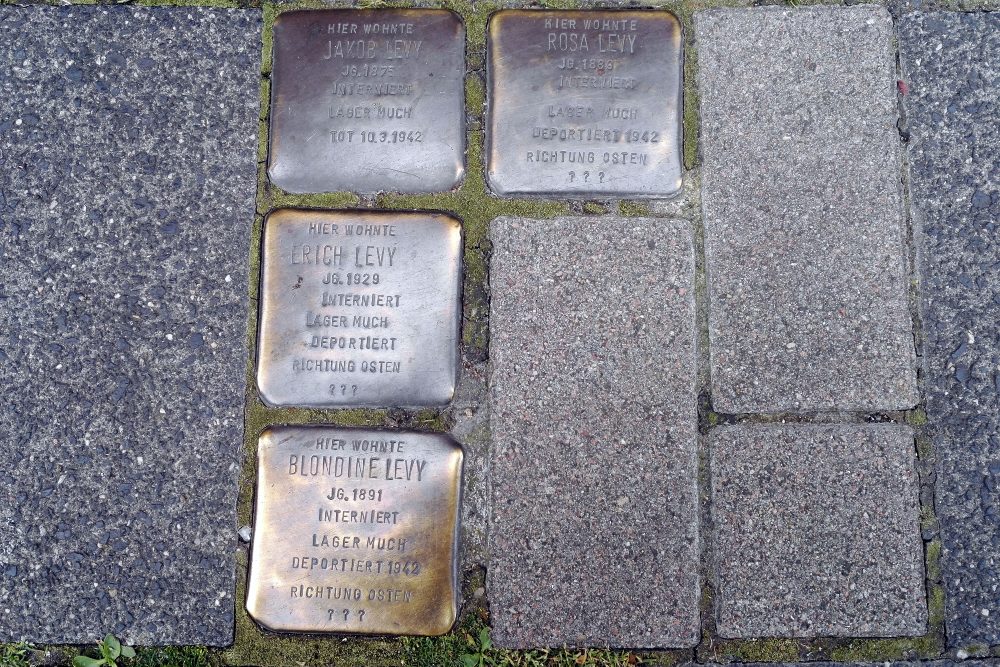 HIER WOHNTE
JAKOB LEVY
JG. 1875
INTERNIERT
LAGER MUCH
TOT 10.3.1942
HIER WOHNTE
ROSA LEVY
JG. 1886
INTERNIERT
LAGER MUCH
DEPORTIERT 1942
RICHTUNG OSTEN
? ? ?
HIER WOHNTE
ERICH LEVY
JG. 1929
INTERNIERT
LAGER MUCH
DEPORTIERT
RICHTUNG OSTEN
? ? ?
HIER WOHNTE
BLONDINE LEVY
JG. 1891
INTERNIERT
LAGER MUCH
DEPORTIERT 1942
RICHTUNG OSTEN
? ? ?